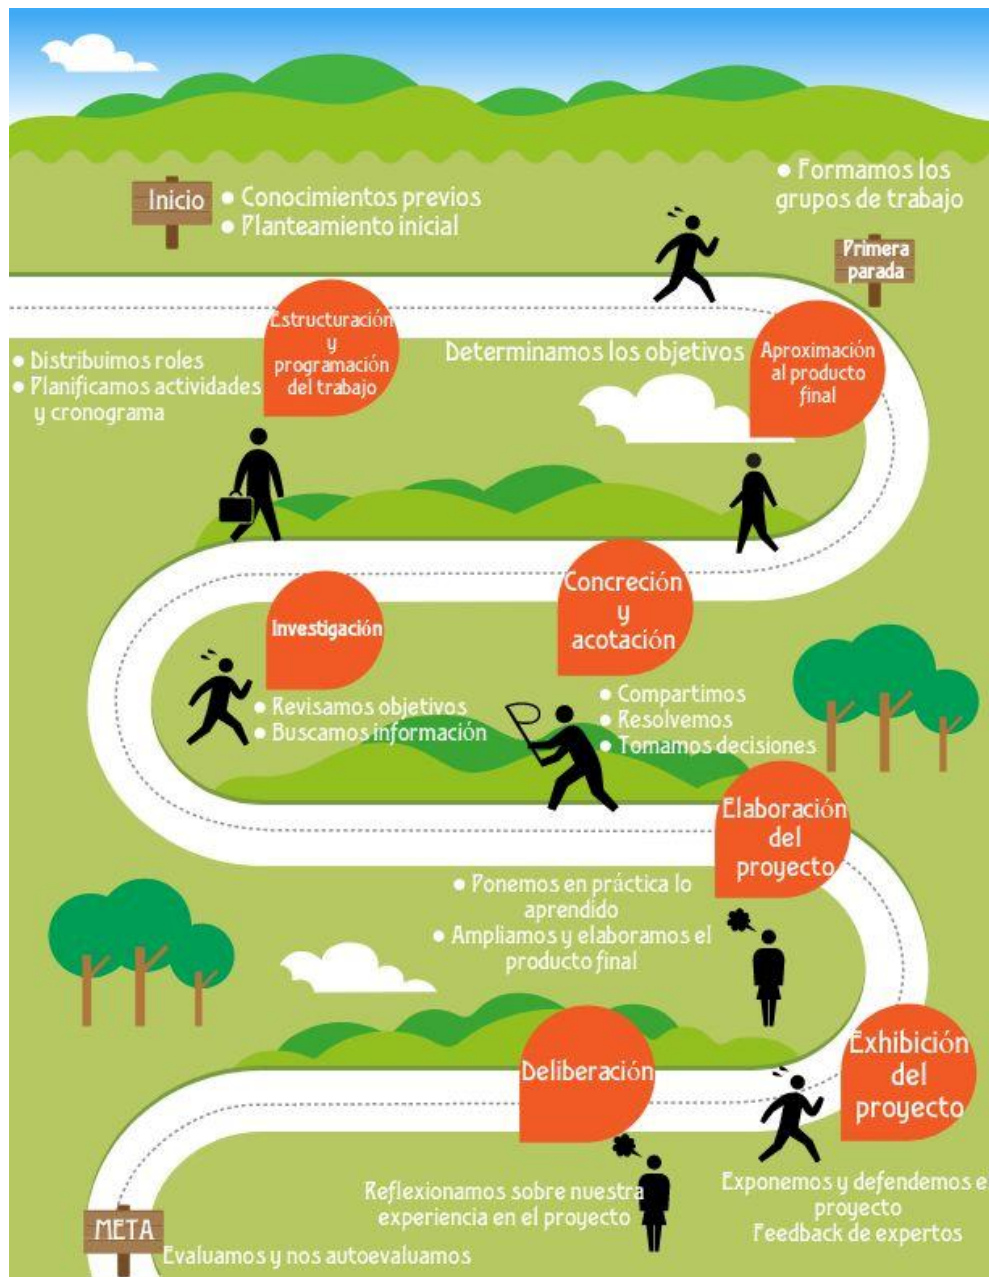 Inicio
● Conocimientos previos
● Planteamiento inicial
● Formamos los
grupos de trabajo
Primera
parada
Estructuración
y
programación
del trabajo
● Distribuimos roles
● Planificamos actividades
y cronograma
Determinamos los objetivos
Aproximación
al producto
final
Concreción
y
acotación
● Compartimos
● Resolvemos
● Tomamos decisiones
Investigación
● Revisamos objetivos
● Buscamos información
Elaboración
del
proyecto
● Ponemos en práctica lo
aprendido
● Ampliamos y elaboramos el
producto final
Exhibición
del
proyecto
Exponemos y defendemos e
proyecto
Feedback de expertos
Deliberación
Reflexionamos sobre nuestra
experiencia en el proyecto
META
Evaluamos y nos autoevaluamos